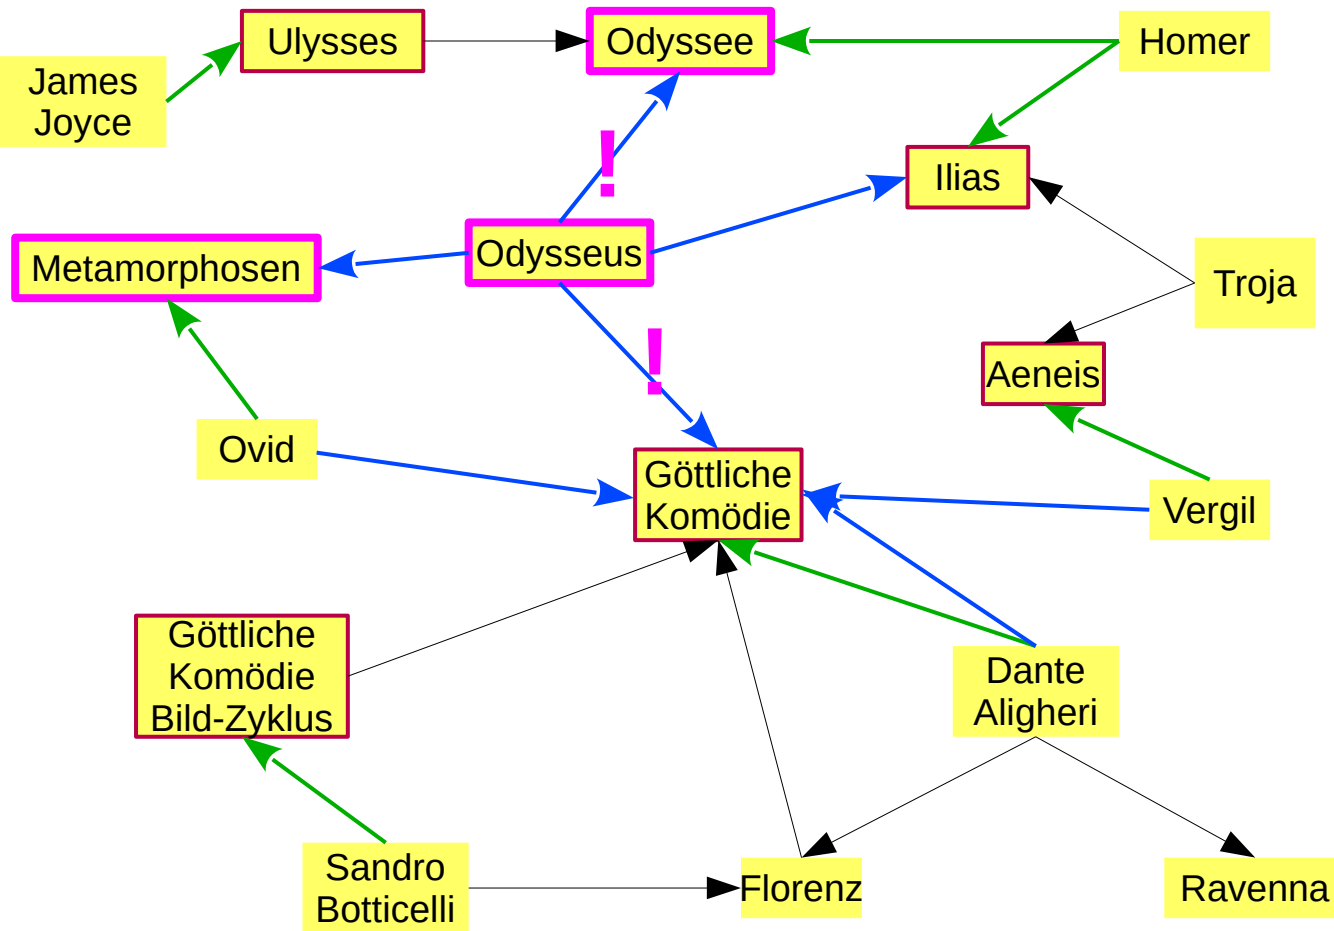 Ulysses
Odyssee
Homer
James
Joyce
!
Ilias
Odysseus
Metamorphosen
Troja
!
Aeneis
Ovid
Göttliche
Komödie
Vergil
Göttliche
Komödie
Bild-Zyklus
Dante
Aligheri
Sandro
Botticelli
Florenz
Ravenna